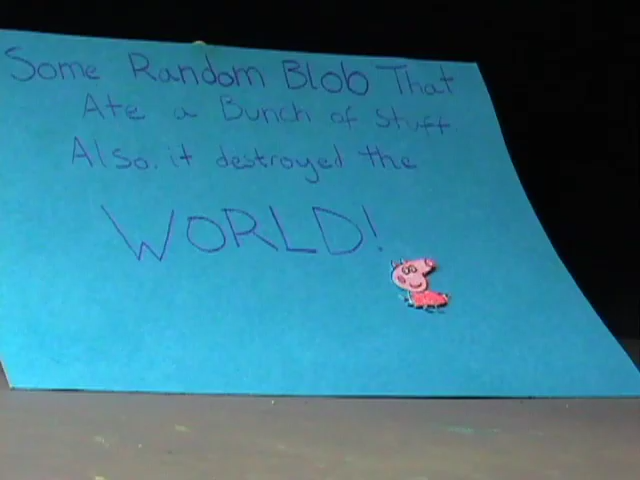 Some Random Blob That
Ate a Bunch of Stuff.
Also, it destroyed the
WORLD!